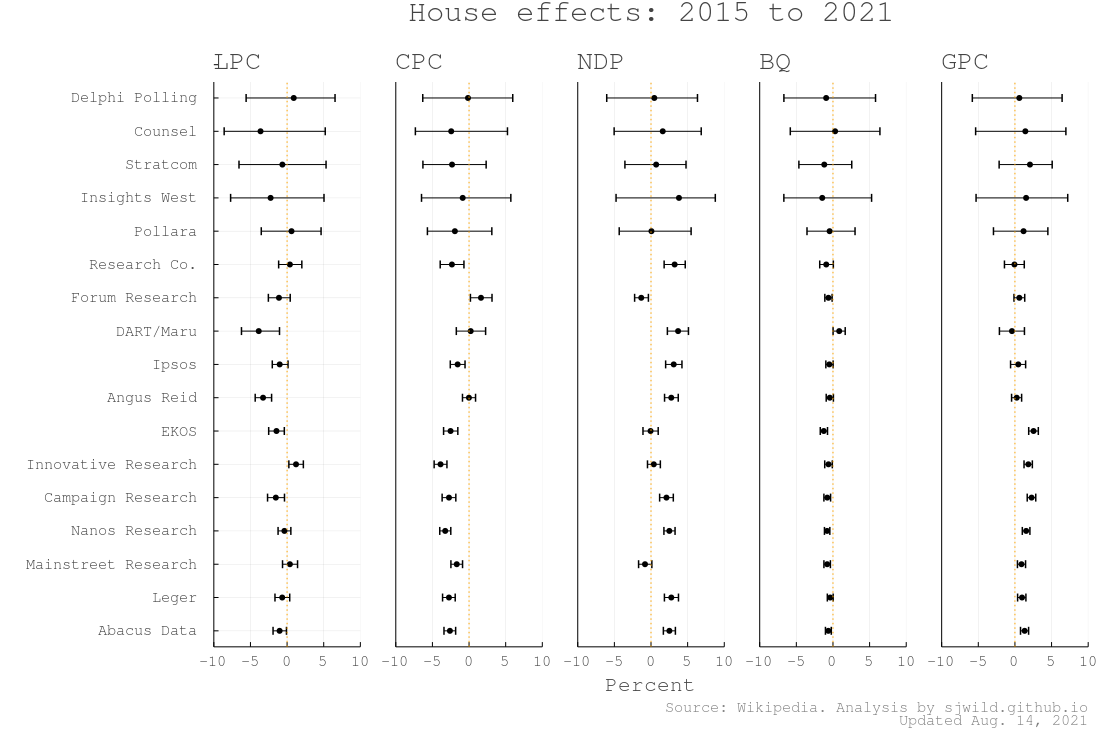 House effects: 2015 to 2021
LPC CPC NDP BQ GPC
Delphi Polling
Counsel
Stratcom
Insights West
Pollara
Research Co.
Forum Research
DART/Maru
Ipsos
Angus Reid
EKOS
Innovative Research
Campaign Research
Nanos Research
Mainstreet Research
Leger
Abacus Data
-10 -5 0 5 10 -10 -5 0 5 10 -10 -5 0 5 10 -10 -5 0 5 10 -10 -5 0 5 10
Percent
Source: Wikipedia. Analysis by sjwild.github.io
Updated Aug. 14, 2021